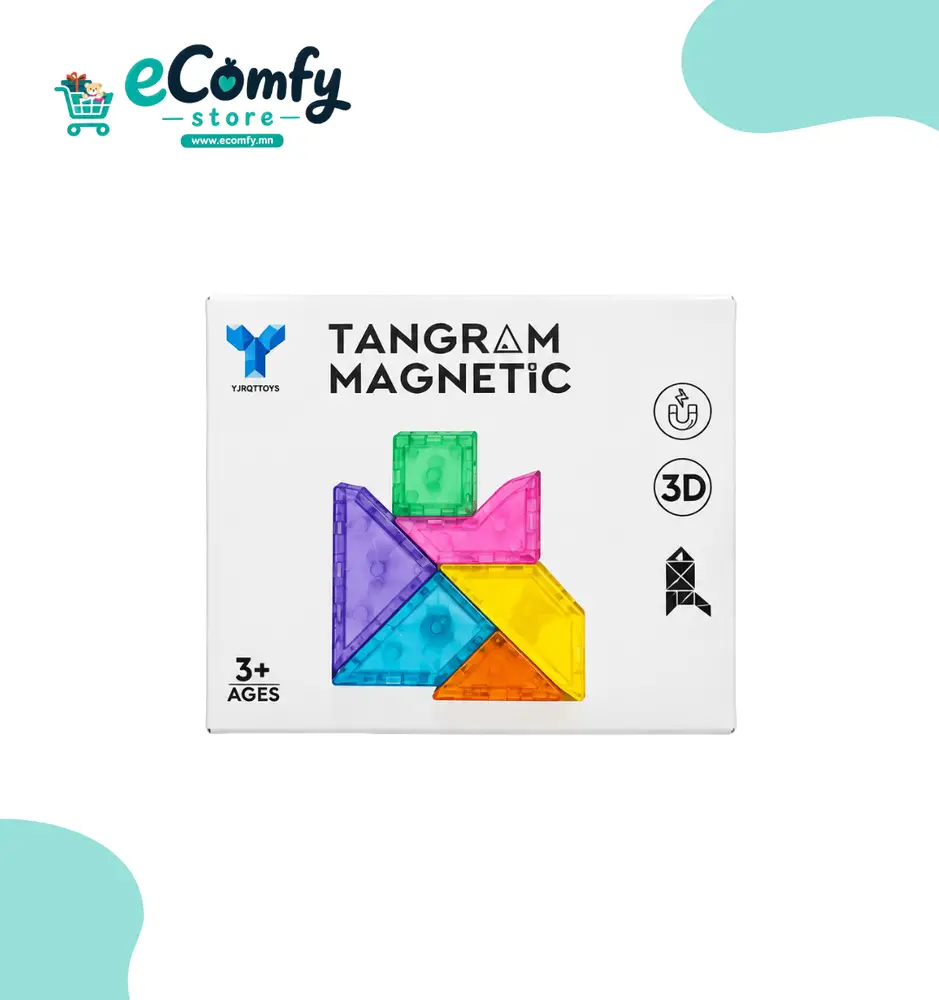 eComfy
store
www.ecomfy.mn
YJRQTTOYS
TANGRAM
MAGNETiC
3D
3+
AGES